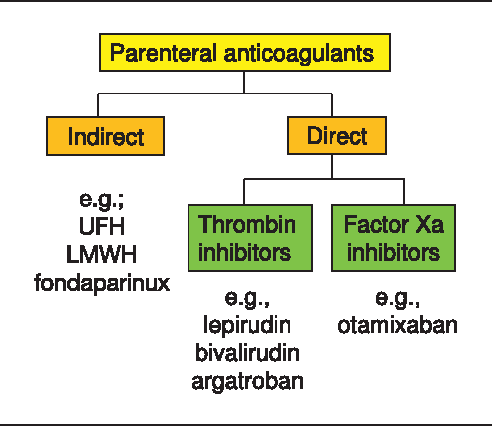 Parenteral anticoagulants
Indirect
Direct
e.g.;
UFH
LMWH
fondaparinux
Thrombin
inhibitors
Factor Xa
inhibitors
e.g.,
lepirudin
bivalirudin
argatroban
e.g.,
otamixaban